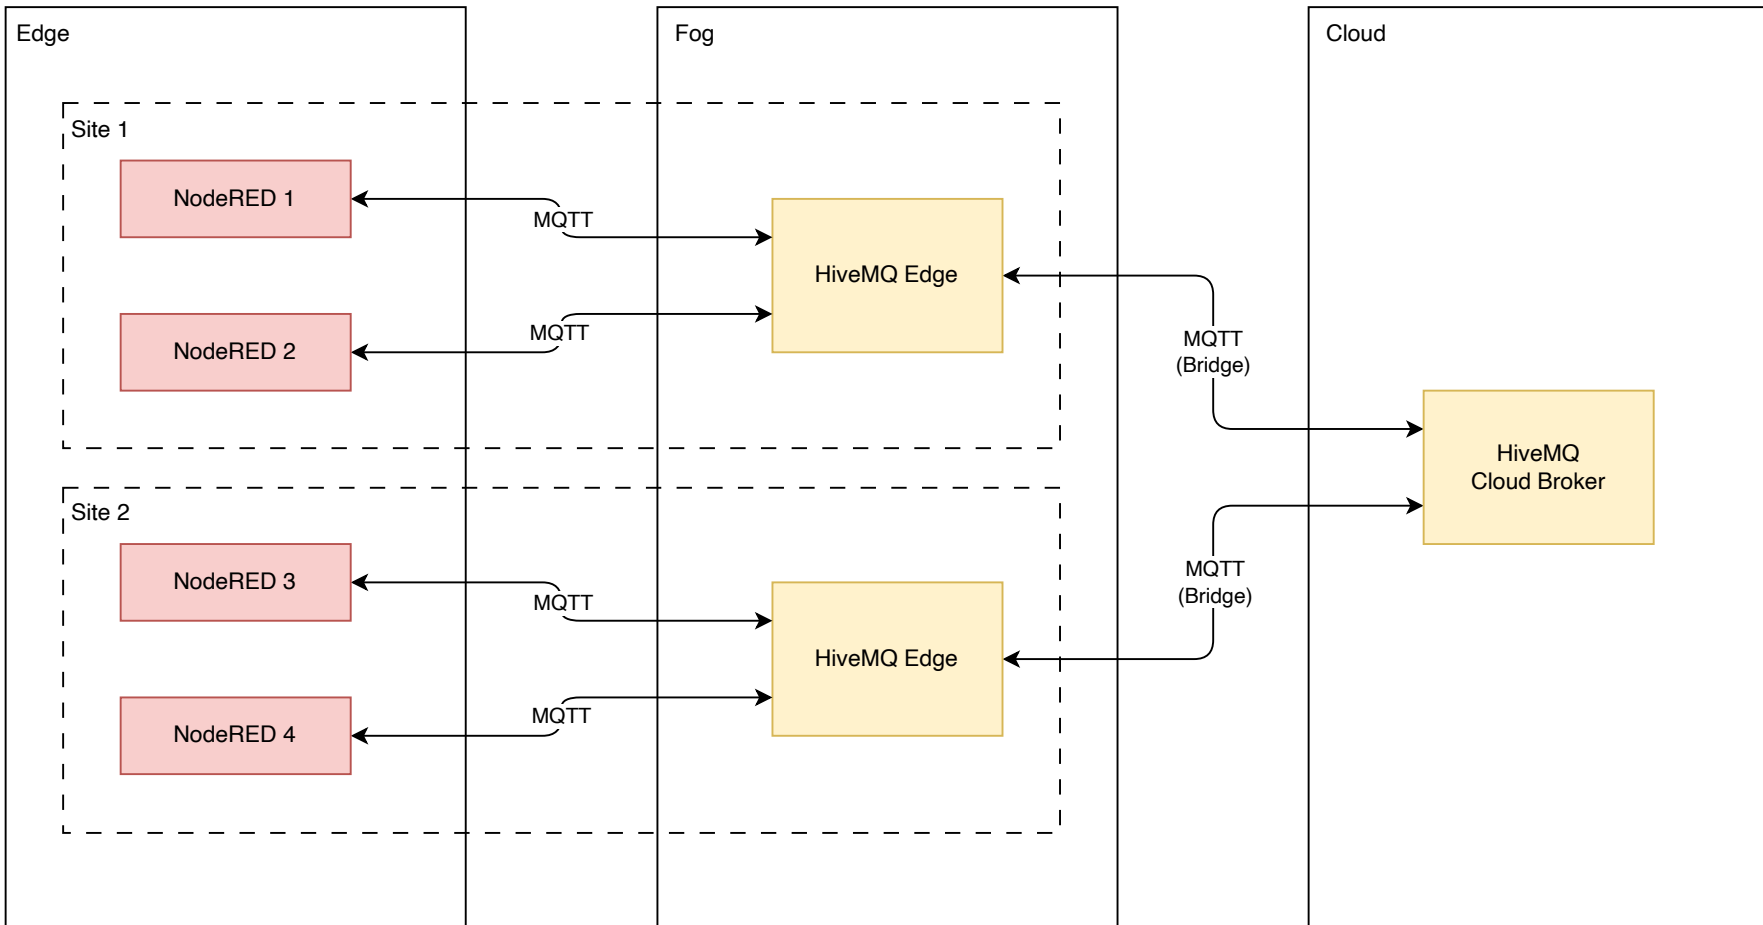 Edge
Fog
Cloud
Site 1
NodeRED 1
MQTT
HiveMQ Edge
MQTT
NodeRED 2
MQTT
(Bridge)
HiveMQ
Cloud Broker
Site 2
NodeRED 3
MQTT
HiveMQ Edge
MQTT
NodeRED 4
MQTT
(Bridge)